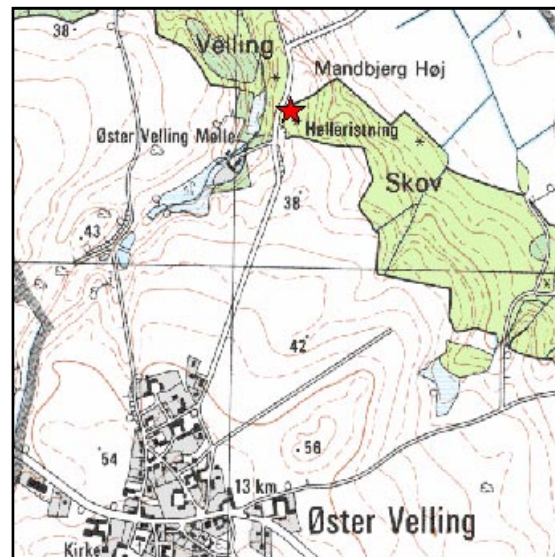 38
Velling
Mandbjerg Høj
Øster Velling Mølle
Helleristning
Skov
38
43
42
56
54
13 km
Øster Velling
Kirke